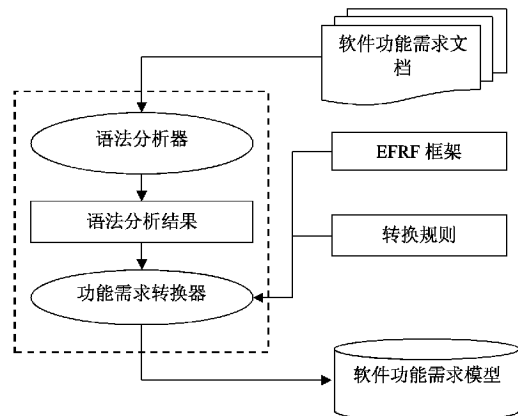 软件功能需求文
档
语法分析器
EFRF 框架
语法分析结果
转换规则
功能需求转换器
软件功能需求模型